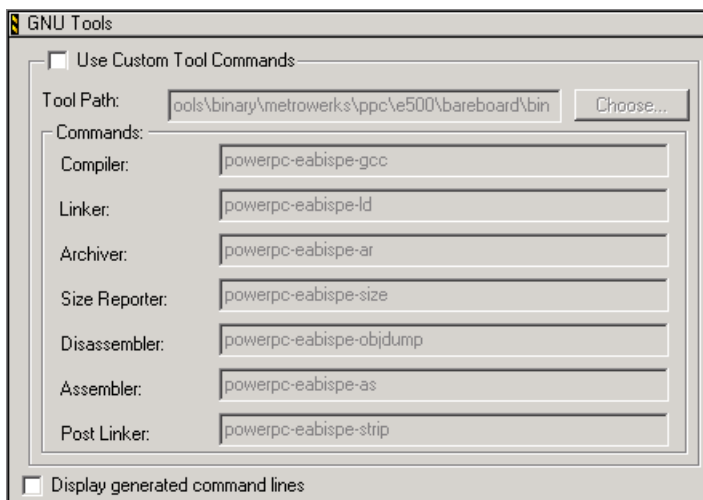 GNU Tools
Use Custom Tool Commands
Tool Path: ools\binary\metrowerks\ppc\e500\bareboard\bin Choose...
Commands:
Compiler: powerpc-eabispe-gcc
Linker: powerpc-eabispe-ld
Archiver: powerpc-eabispe-ar
Size Reporter: powerpc-eabispe-size
Disassembler: powerpc-eabispe-objdump
Assembler: powerpc-eabispe-as
Post Linker: powerpc-eabispe-strip
Display generated command lines